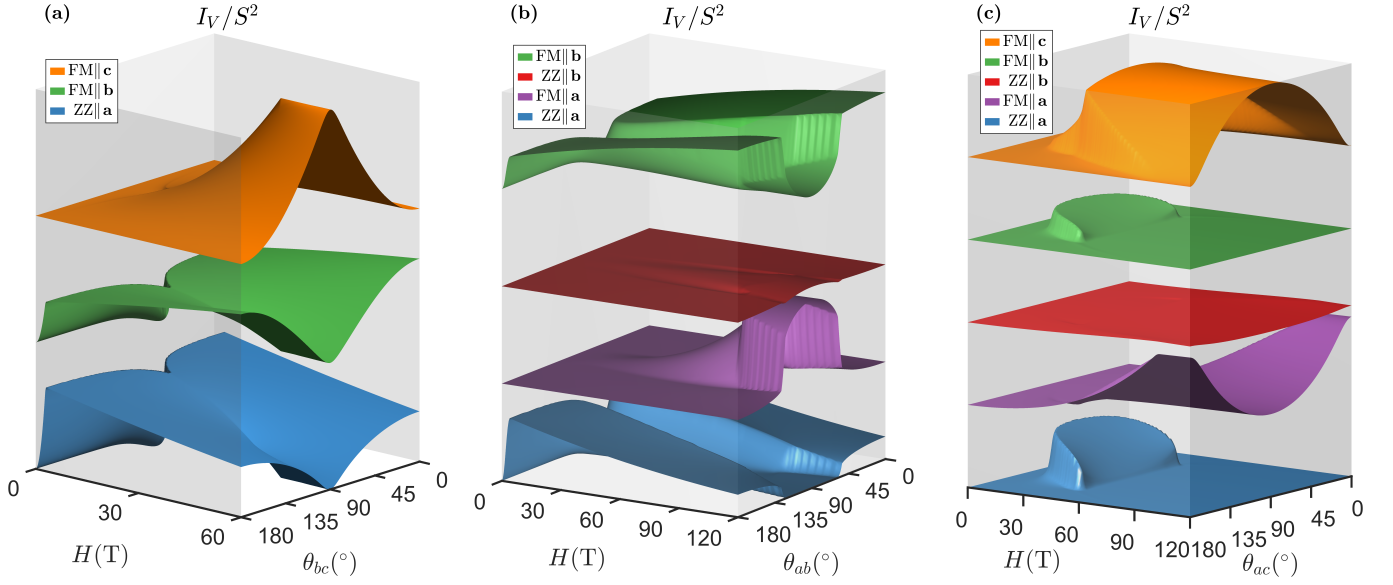 (a)
I_V/S^2
FM∥c
FM∥b
ZZ∥a
0
30
60
H(T)
180
135
90
45
0
θ_bc(°)
(b)
I_V/S^2
FM∥b
ZZ∥b
FM∥a
ZZ∥a
0
30
60
90
120
H(T)
180
135
90
45
0
θ_ab(°)
(c)
I_V/S^2
FM∥c
FM∥b
ZZ∥b
FM∥a
ZZ∥a
0
30
60
90
120
H(T)
180
135
90
45
0
θ_ac(°)